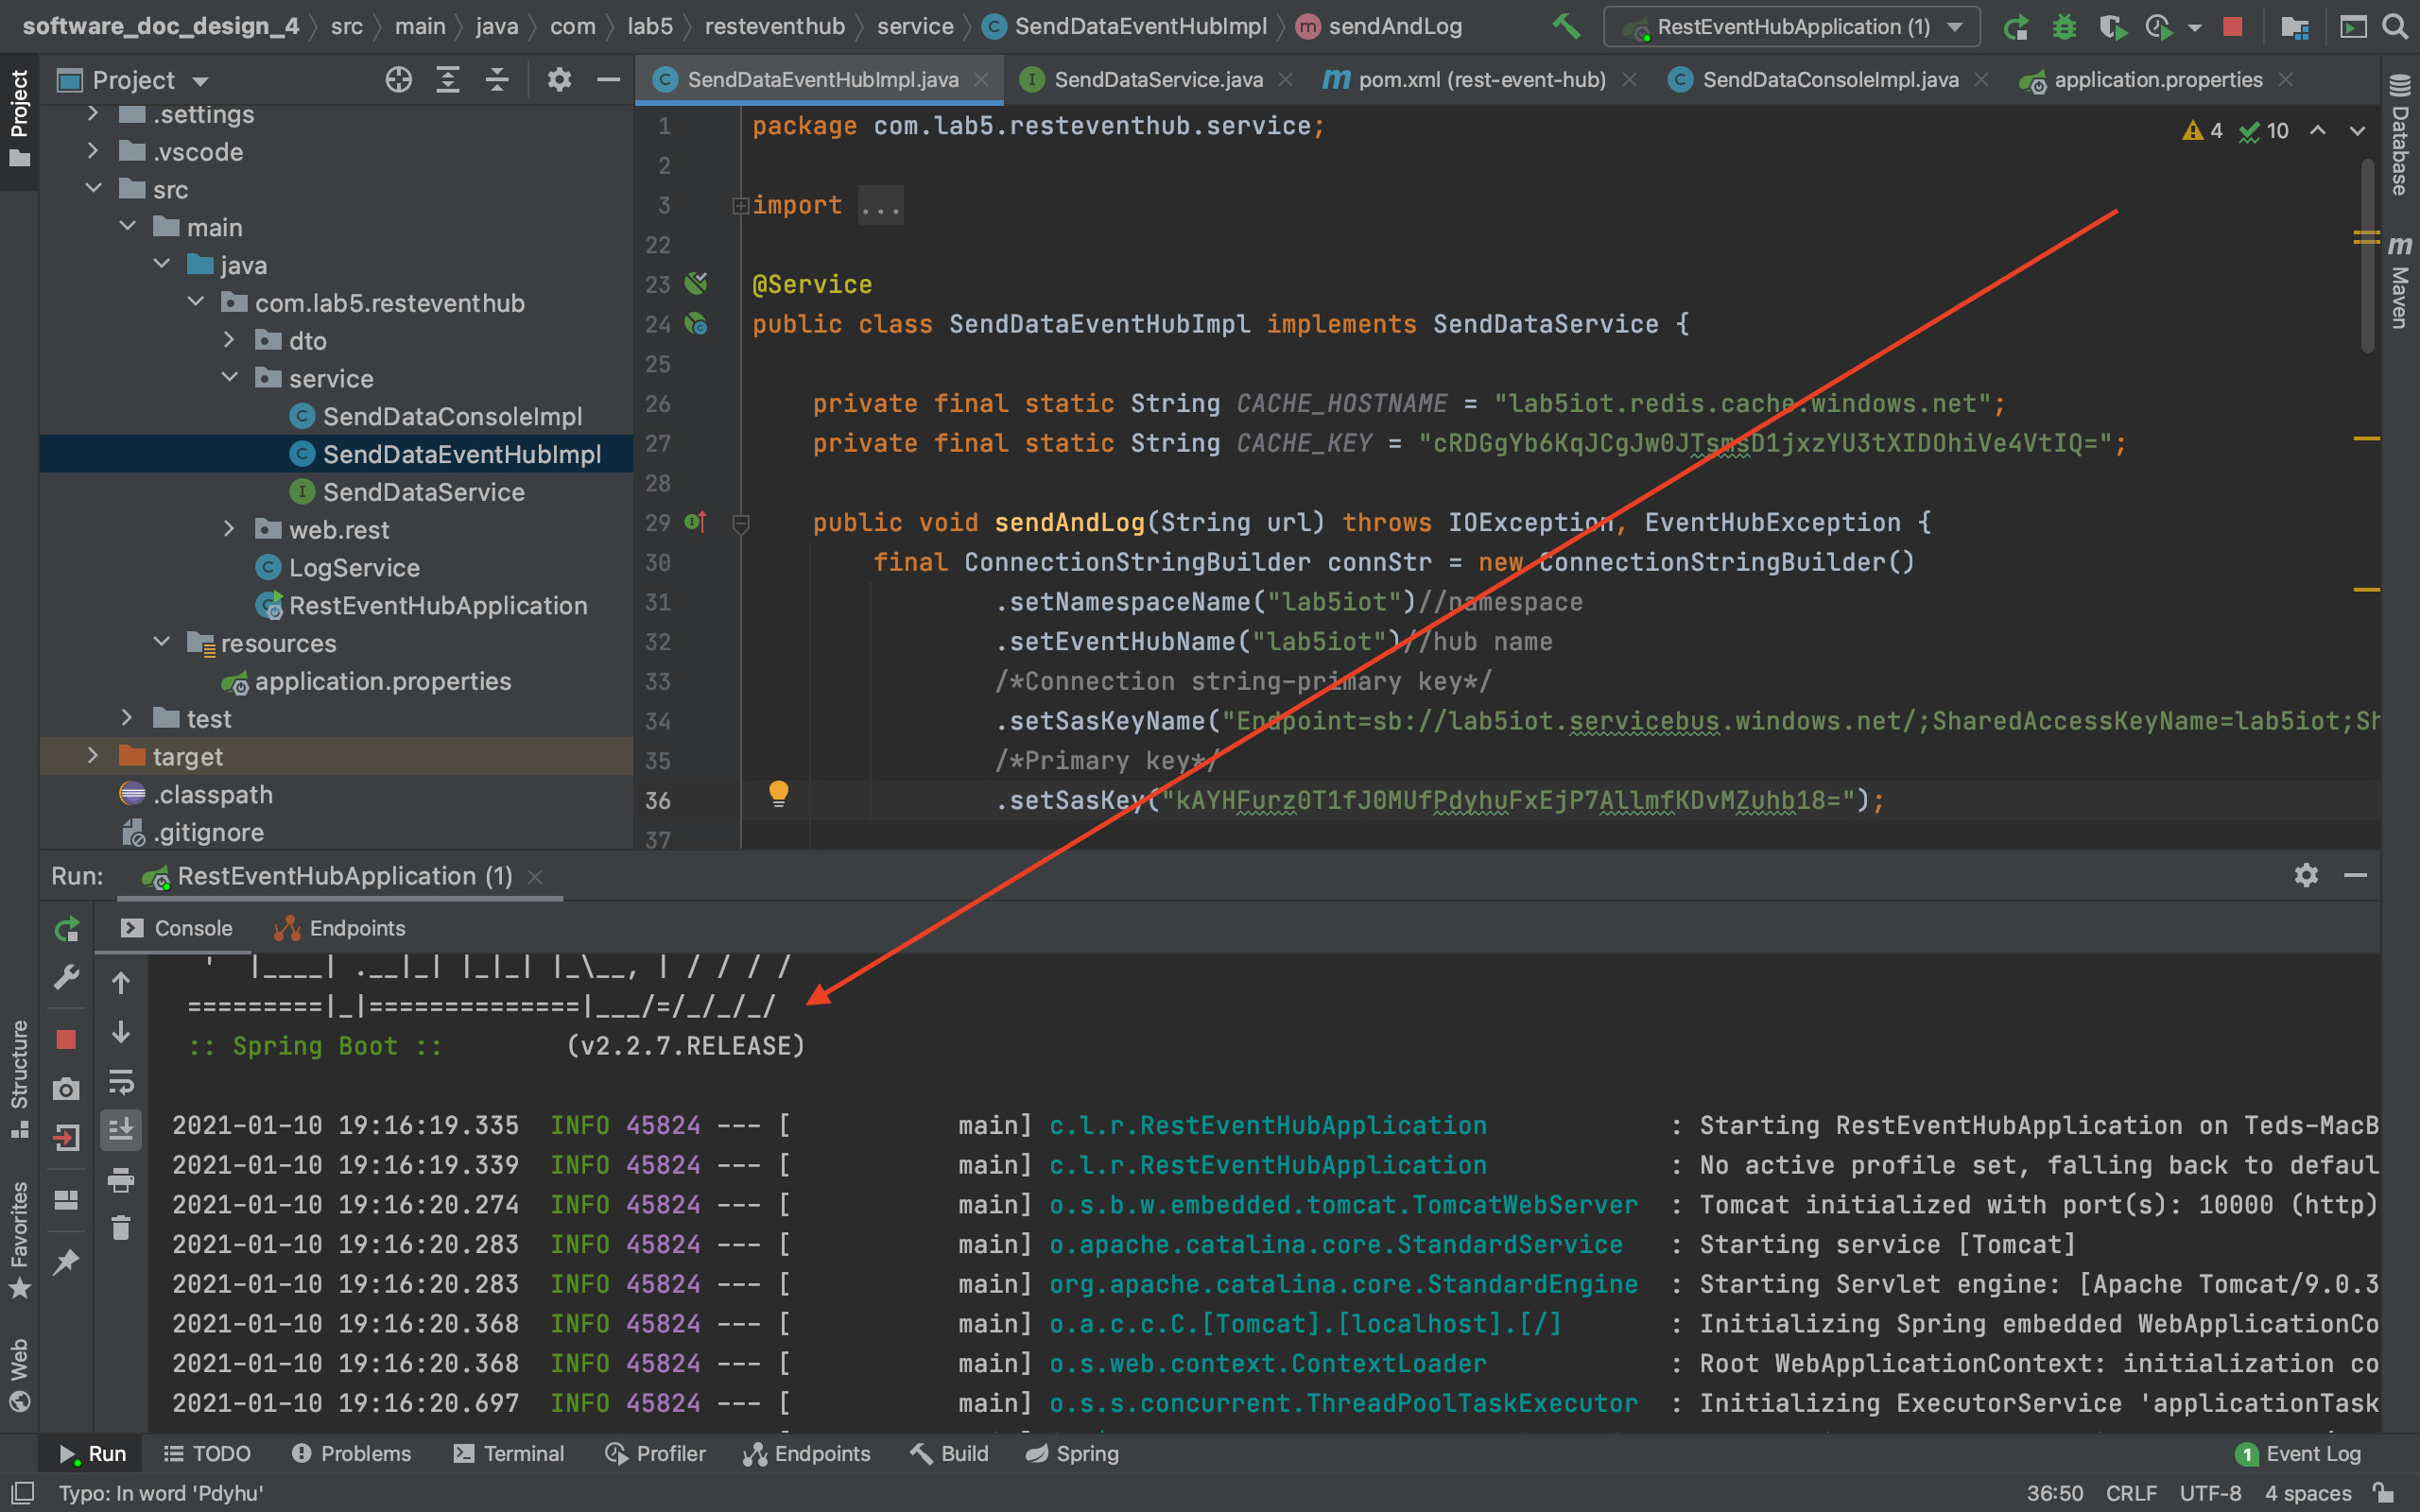 software_doc_design_4 src main java com lab5 resteventhub service SendDataEventHubImpl sendAndLog RestEventHubApplication (1)
Project
SendDataEventHubImpl.java SendDataService.java pom.xml (rest-event-hub) SendDataConsoleImpl.java application.properties
Project
.settings
.vscode
src
main
java
com.lab5.resteventhub
dto
service
SendDataConsoleImpl
SendDataEventHubImpl
SendDataService
web.rest
LogService
RestEventHubApplication
resources
application.properties
test
target
.classpath
.gitignore
4 10
1 package com.lab5.resteventhub.service;
2
3 import ...
22
23 @Service
24 public class SendDataEventHubImpl implements SendDataService {
25
26 private final static String CACHE_HOSTNAME = "lab5iot.redis.cache.windows.net";
27 private final static String CACHE_KEY = "cRDGgYb6KqJCgJw0JTsmsD1jxzYU3tXIDOhiVe4VtIQ=";
28
29 public void sendAndLog(String url) throws IOException, EventHubException {
30 final ConnectionStringBuilder connStr = new ConnectionStringBuilder()
31 .setNamespaceName("lab5iot")//namespace
32 .setEventHubName("lab5iot")//hub name
33 /*Connection string-primary key*/
34 .setSasKeyName("Endpoint=sb://lab5iot.servicebus.windows.net/;SharedAccessKeyName=lab5iot;Sh
35 /*Primary key*/
36 .setSasKey("kAYHFurz0T1fJ0MUfPdyhuFxEjP7AllmfKDvMZuhb18=");
37
Database
Maven
Run: RestEventHubApplication (1)
Console Endpoints
' |____| .__|_| |_|_| |_\__, | / / / /
=========|_|==============|___/=/_/_/_/
:: Spring Boot :: (v2.2.7.RELEASE)
2021-01-10 19:16:19.335 INFO 45824 --- [ main] c.l.r.RestEventHubApplication : Starting RestEventHubApplication on Teds-MacB
2021-01-10 19:16:19.339 INFO 45824 --- [ main] c.l.r.RestEventHubApplication : No active profile set, falling back to defaul
2021-01-10 19:16:20.274 INFO 45824 --- [ main] o.s.b.w.embedded.tomcat.TomcatWebServer : Tomcat initialized with port(s): 10000 (http)
2021-01-10 19:16:20.283 INFO 45824 --- [ main] o.apache.catalina.core.StandardService : Starting service [Tomcat]
2021-01-10 19:16:20.283 INFO 45824 --- [ main] org.apache.catalina.core.StandardEngine : Starting Servlet engine: [Apache Tomcat/9.0.3
2021-01-10 19:16:20.368 INFO 45824 --- [ main] o.a.c.c.C.[Tomcat].[localhost].[/] : Initializing Spring embedded WebApplicationCo
2021-01-10 19:16:20.368 INFO 45824 --- [ main] o.s.web.context.ContextLoader : Root WebApplicationContext: initialization co
2021-01-10 19:16:20.697 INFO 45824 --- [ main] o.s.s.concurrent.ThreadPoolTaskExecutor : Initializing ExecutorService 'applicationTask
Structure
Favorites
Web
Run TODO Problems Terminal Profiler Endpoints Build Spring 1 Event Log
Typo: In word 'Pdyhu' 36:50 CRLF UTF-8 4 spaces